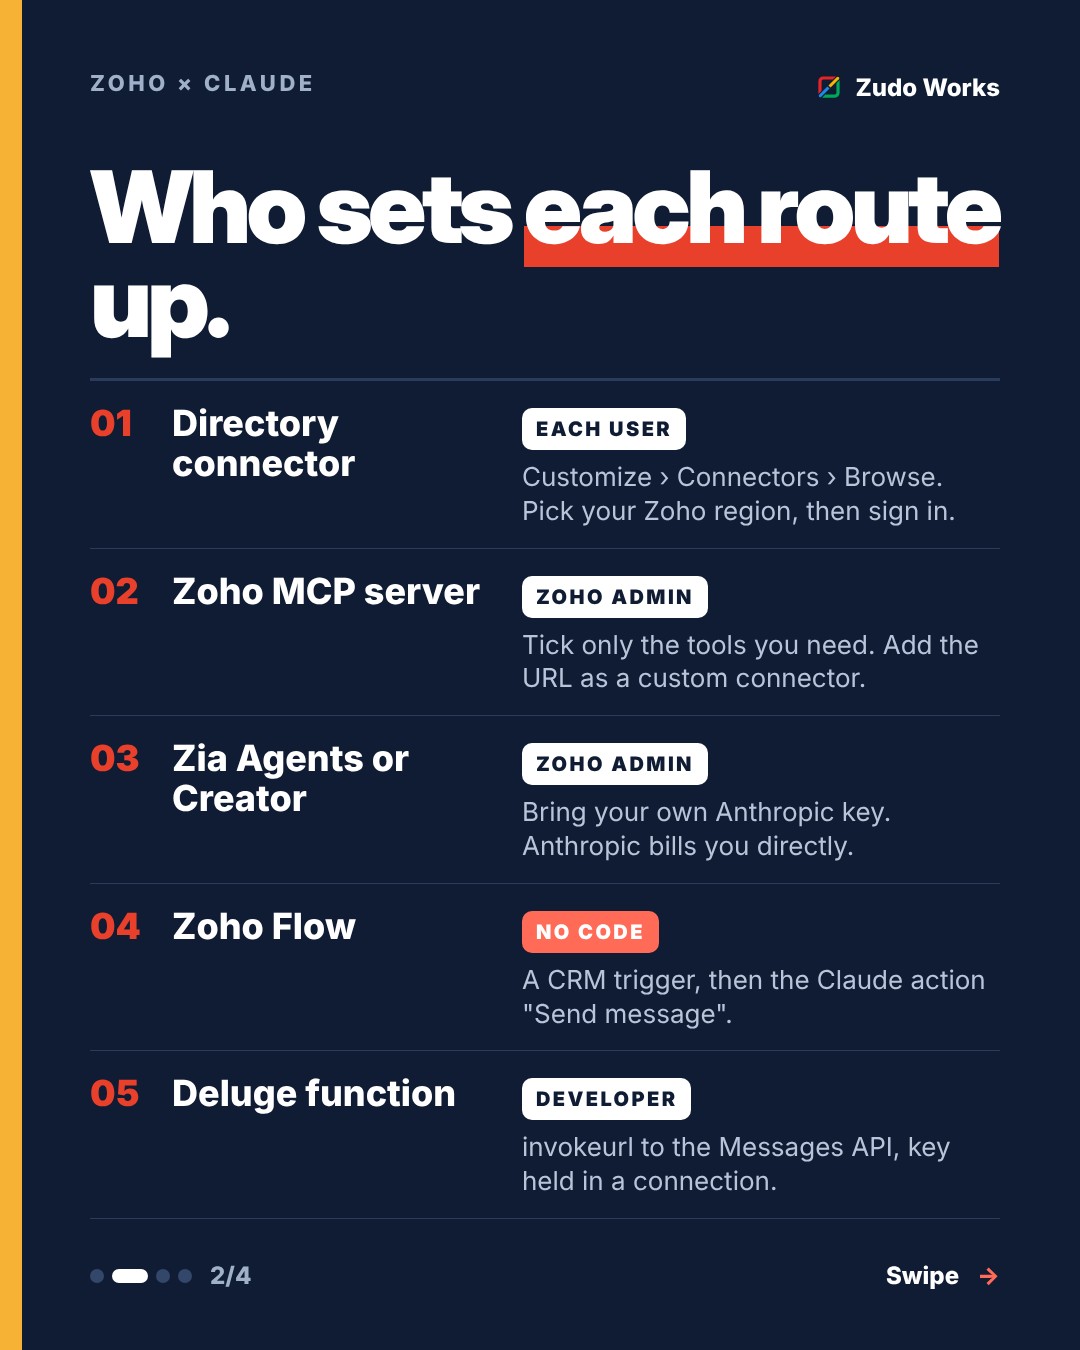 ZOHO × CLAUDE
Zudo Works
Who sets each route
up.
01
Directory
connector
EACH USER
Customize › Connectors › Browse.
Pick your Zoho region, then sign in.
02
Zoho MCP server
ZOHO ADMIN
Tick only the tools you need. Add the
URL as a custom connector.
03
Zia Agents or
Creator
ZOHO ADMIN
Bring your own Anthropic key.
Anthropic bills you directly.
04
Zoho Flow
NO CODE
A CRM trigger, then the Claude action
"Send message".
05
Deluge function
DEVELOPER
invokeurl to the Messages API, key
held in a connection.
2/4
Swipe →